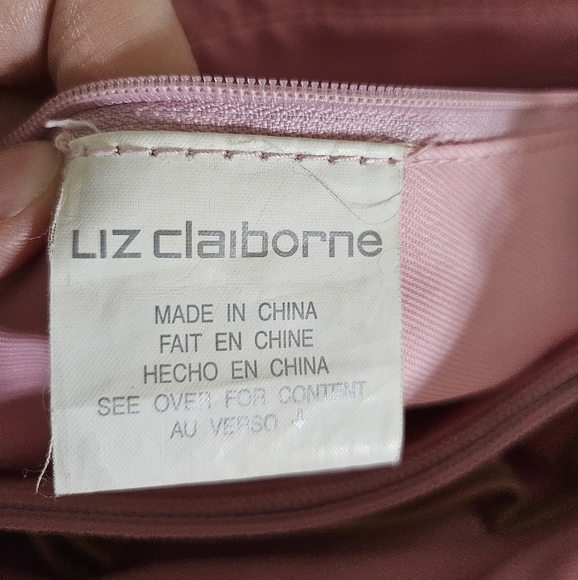 LIZ claiborne
MADE IN CHINA
FAIT EN CHINE
HECHO EN CHINA
SEE OVER FOR CONTENT
AU VERSO